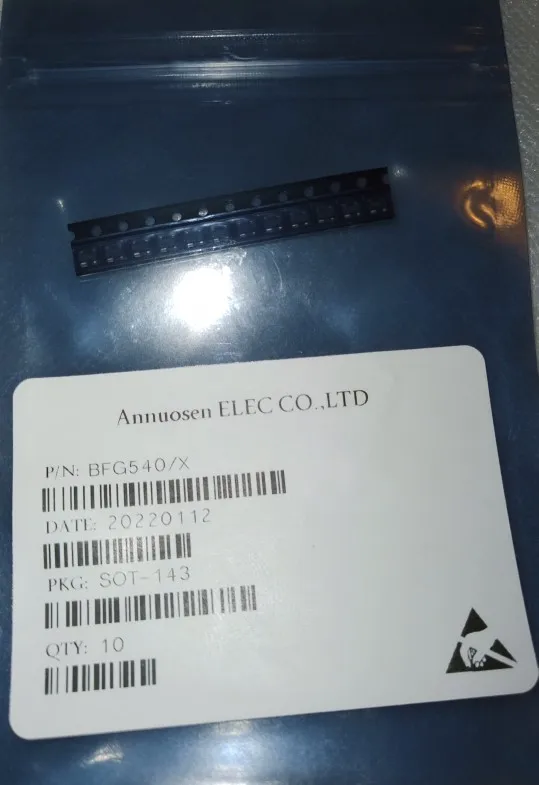 Annuosen ELEC CO.,LTD
P/N: BFG540/X
DATE: 20220112
PKG: SOT-143
QTY: 10